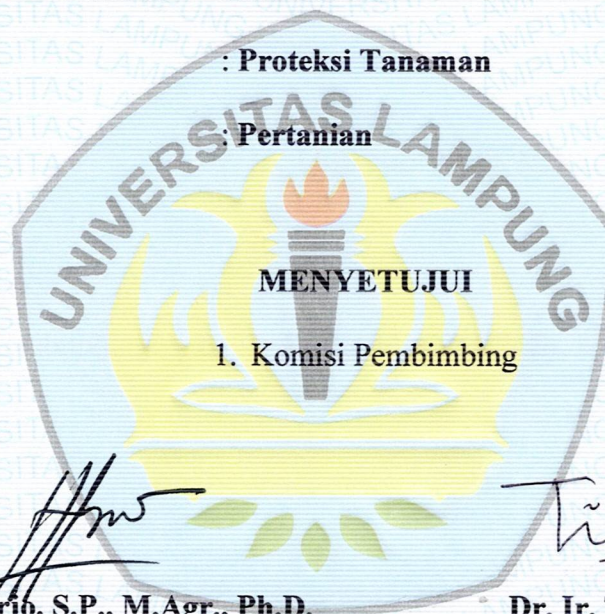 : Proteksi Tanaman
: Pertanian
UNIVERSITAS LAMPUNG
MENYETUJUI
1. Komisi Pembimbing
S.P., M.Agr., Ph.D.
Dr. Ir.